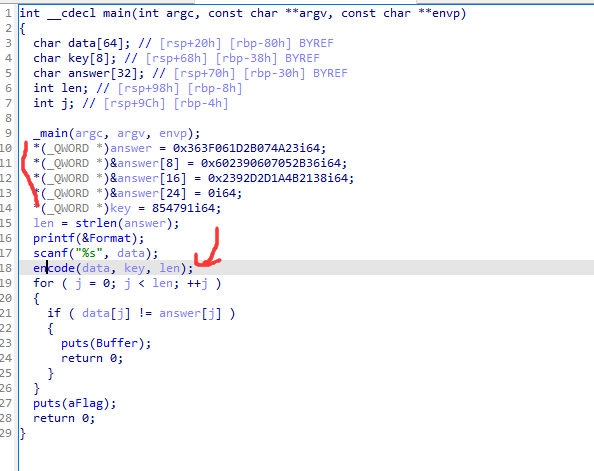 1 int __cdecl main(int argc, const char **argv, const char **envp)
2 {
3 char data[64]; // [rsp+20h] [rbp-80h] BYREF
4 char key[8]; // [rsp+68h] [rbp-38h] BYREF
5 char answer[32]; // [rsp+70h] [rbp-30h] BYREF
6 int len; // [rsp+98h] [rbp-8h]
7 int j; // [rsp+9Ch] [rbp-4h]
8
9 _main(argc, argv, envp);
10 *(_QWORD *)answer = 0x363F061D2B074A23i64;
11 *(_QWORD *)&answer[8] = 0x602390607052B36i64;
12 *(_QWORD *)&answer[16] = 0x2392D2D1A4B2138i64;
13 *(_QWORD *)&answer[24] = 0i64;
14 *(_QWORD *)key = 854791i64;
15 len = strlen(answer);
16 printf(&Format);
17 scanf("%s", data);
18 encode(data, key, len);
19 for ( j = 0; j < len; ++j )
20 {
21 if ( data[j] != answer[j] )
22 {
23 puts(Buffer);
24 return 0;
25 }
26 }
27 puts(aFlag);
28 return 0;
29 }